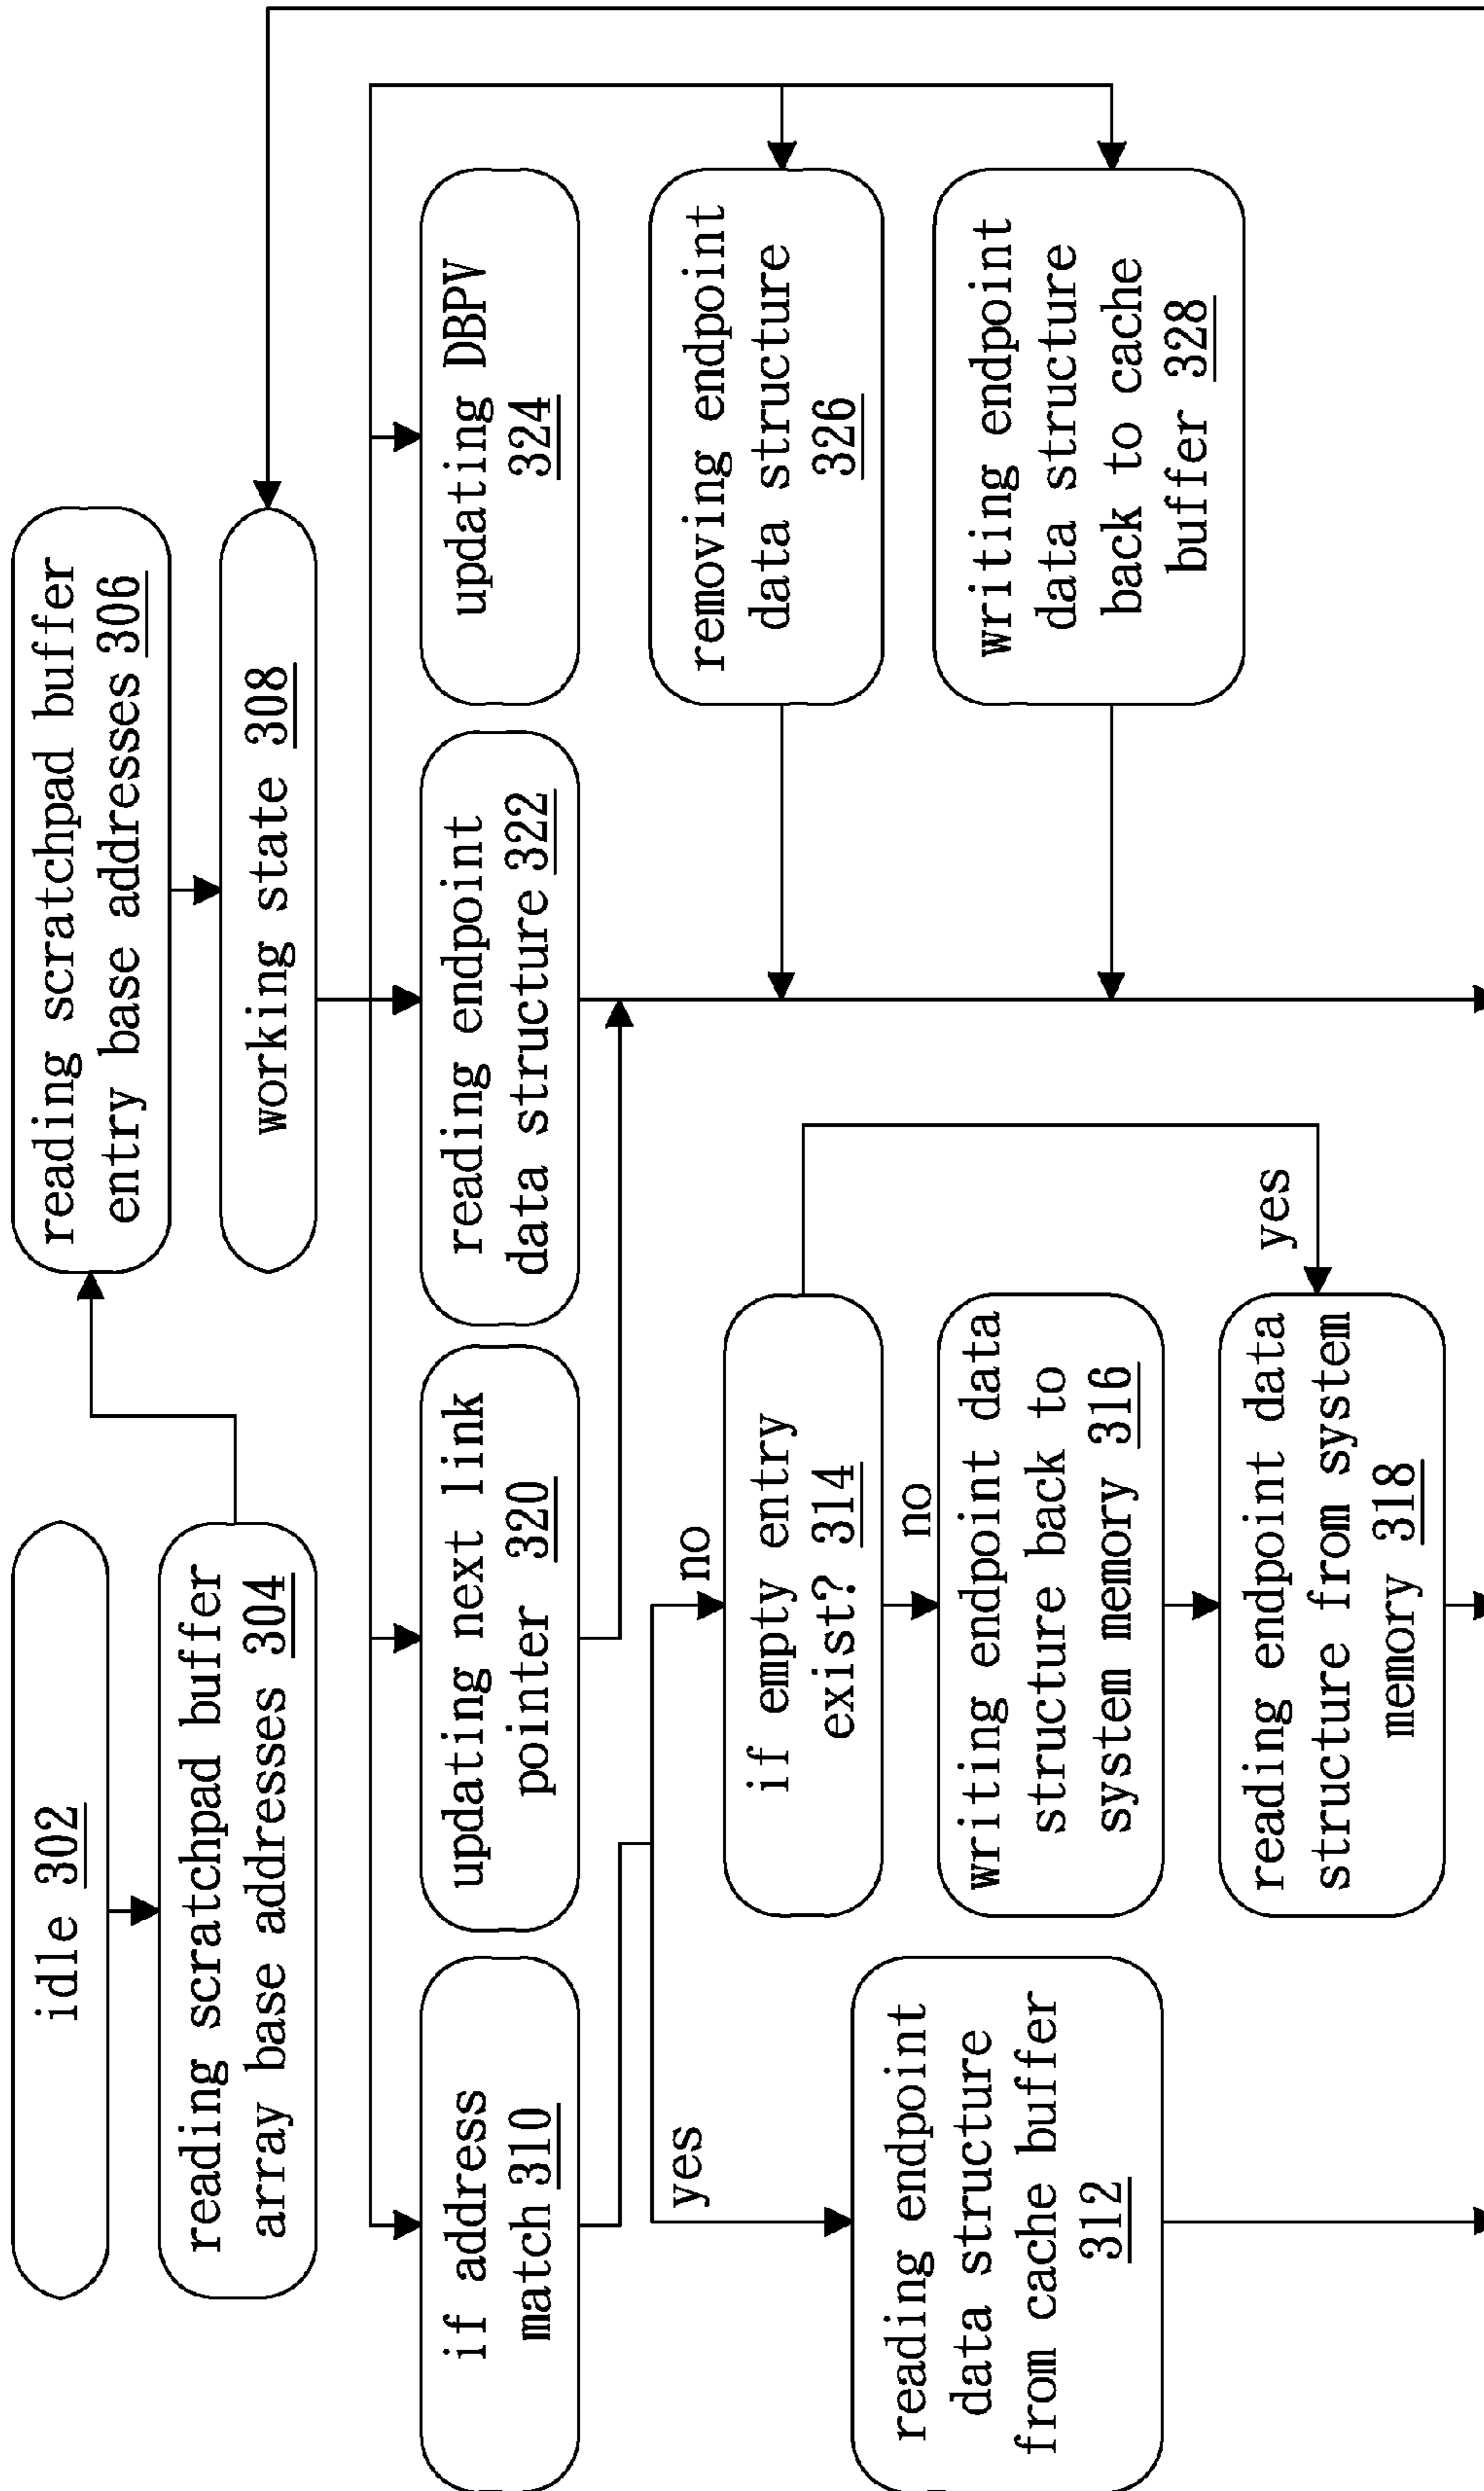 idle 302
reading scratchpad buffer
array base addresses 304
reading scratchpad buffer
entry base addresses 306
working state 308
if address
match 310
updating next link
pointer 320
reading endpoint
data structure 322
updating DBPV
324
yes
no
reading endpoint
data structure
from cache buffer
312
if empty entry
exist? 314
no
yes
writing endpoint data
structure back to
system memory 316
reading endpoint data
structure from system
memory 318
removing endpoint
data structure
326
writing endpoint
data structure
back to cache
buffer 328